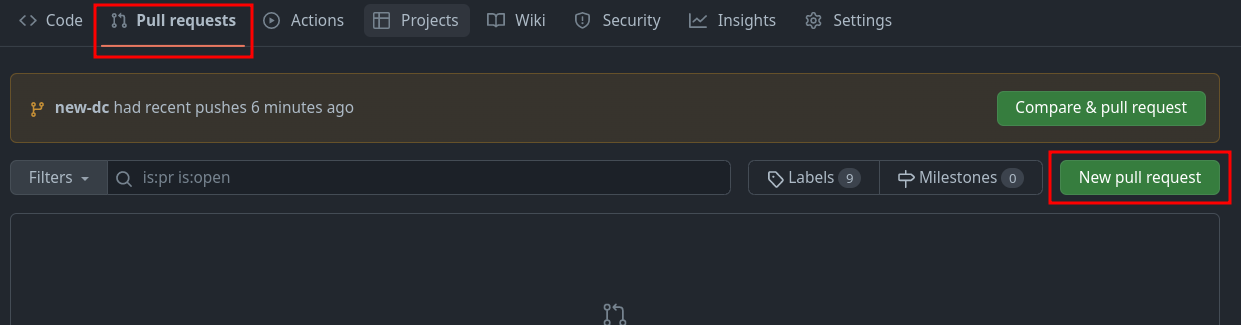 Code Pull requests Actions Projects Wiki Security Insights Settings
new-dc had recent pushes 6 minutes ago Compare & pull request
Filters is:pr is:open Labels 9 Milestones 0 New pull request